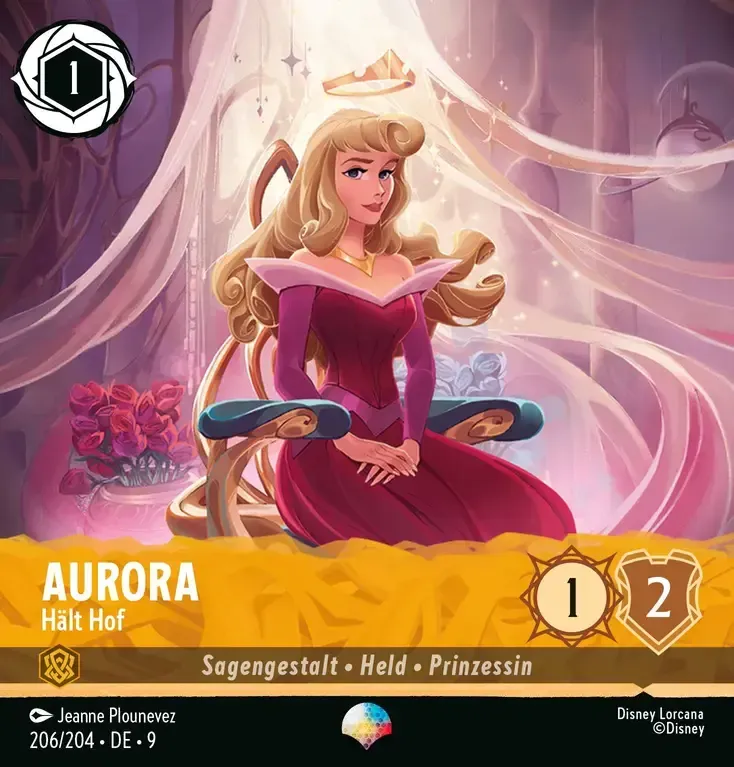 1
AURORA
Hält Hof
1
2
Sagengestalt • Held • Prinzessin
Jeanne Plounevez
206/204 • DE • 9
Disney Lorcana
©Disney